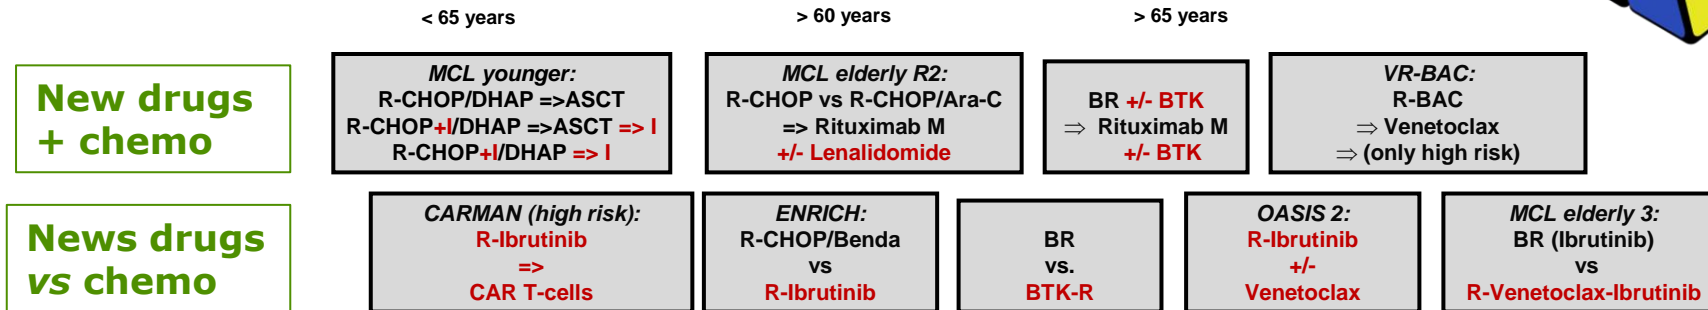 < 65 years
> 60 years
> 65 years
New drugs
+ chemo
MCL younger:
R-CHOP/DHAP =>ASCT
R-CHOP+I/DHAP =>ASCT => I
R-CHOP+I/DHAP => I
MCL elderly R2:
R-CHOP vs R-CHOP/Ara-C
=> Rituximab M
+/- Lenalidomide
BR +/- BTK
⇒ Rituximab M
+/- BTK
VR-BAC:
R-BAC
⇒ Venetoclax
⇒ (only high risk)
News drugs
vs chemo
CARMAN (high risk):
R-Ibrutinib
=>
CAR T-cells
ENRICH:
R-CHOP/Benda
vs
R-Ibrutinib
BR
vs.
BTK-R
OASIS 2:
R-Ibrutinib
+/-
Venetoclax
MCL elderly 3:
BR (Ibrutinib)
vs
R-Venetoclax-Ibrutinib